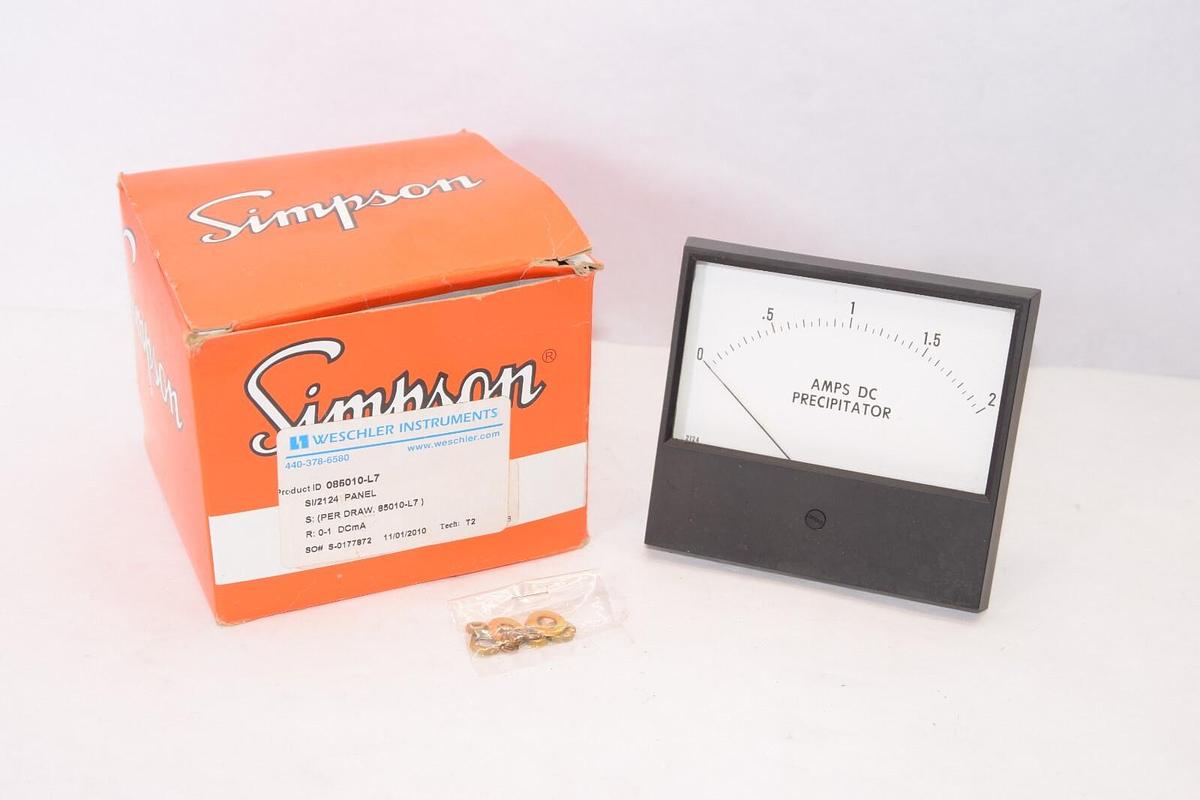 Simpson
Simpson
Simpson®
WESCHLER INSTRUMENTS
440-378-6580 www.weschler.com
Product ID 085010-L7
SI/2124 PANEL
S: (PER DRAW. 85010-L7 )
R: 0-1 DCmA
SO# S-0177872 11/01/2010 Tech: T2
0 .5 1 1.5 2
AMPS DC
PRECIPITATOR
2124